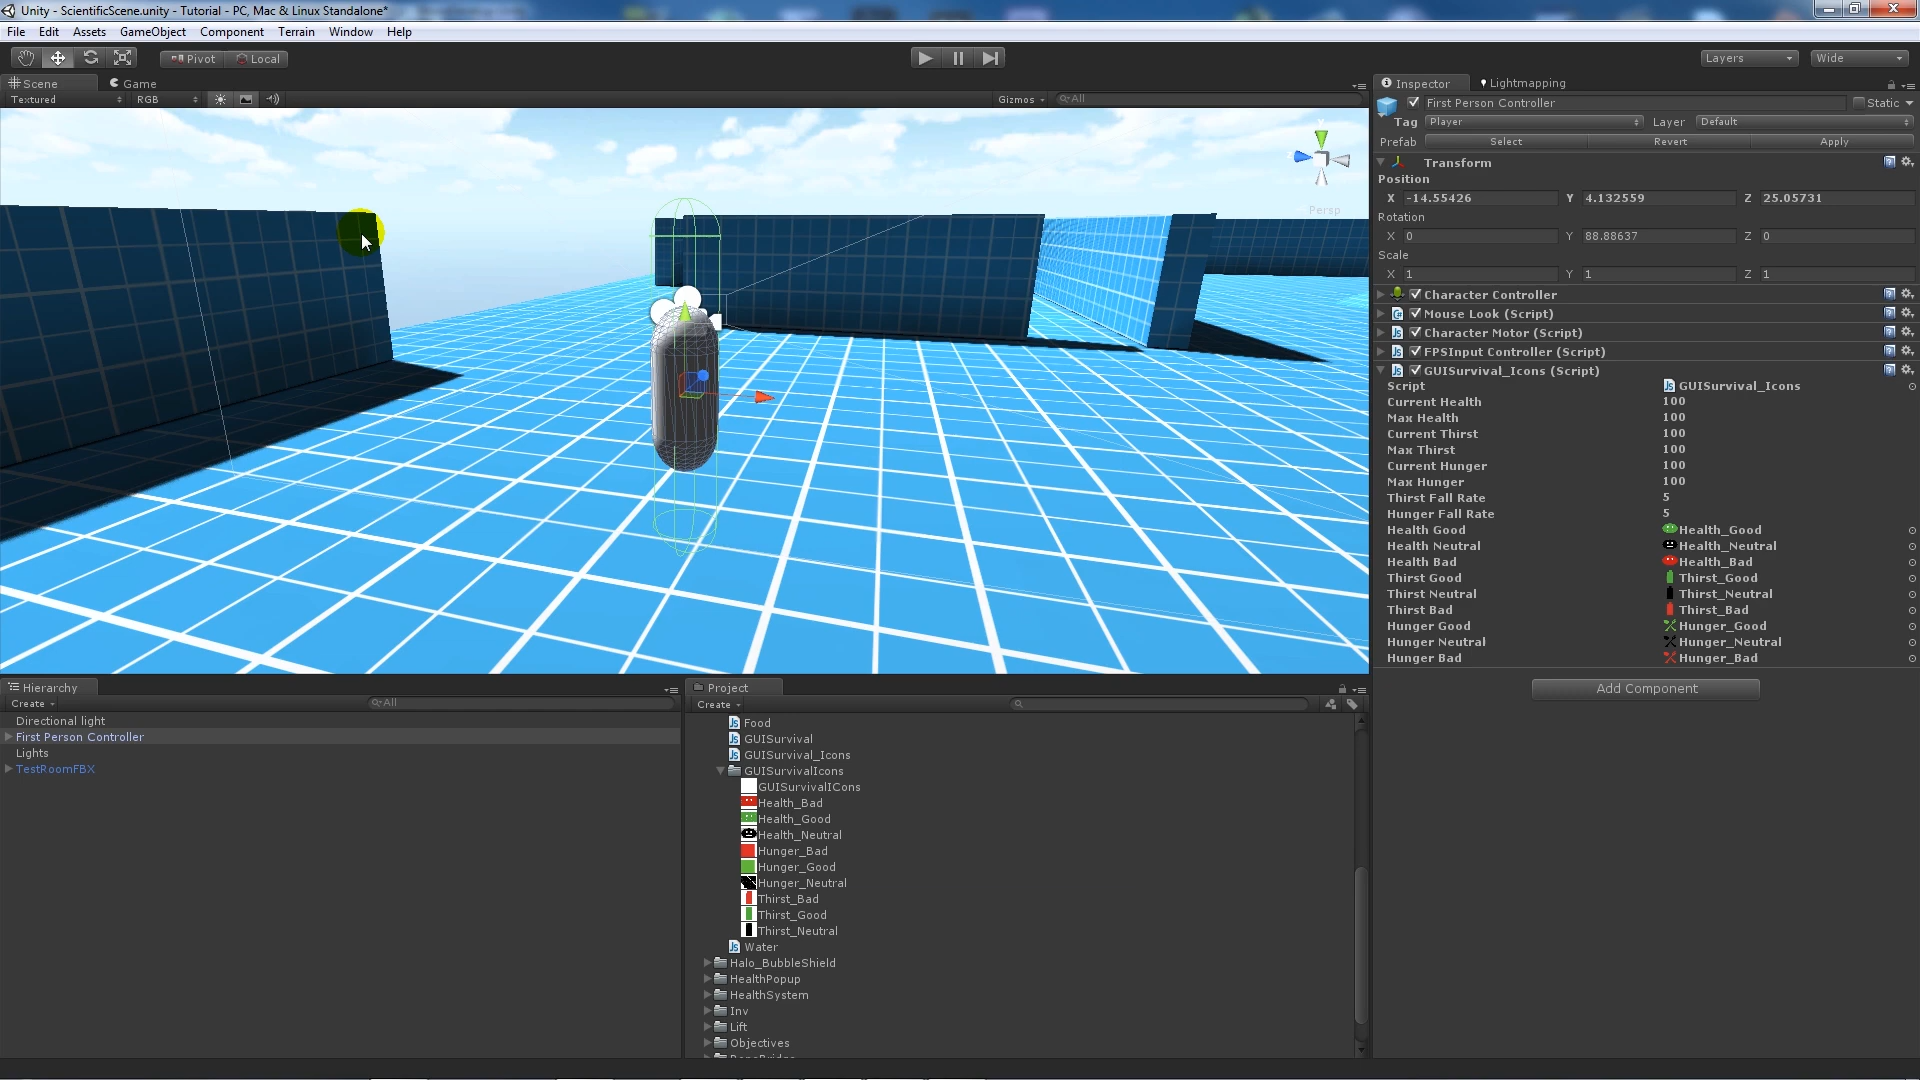 Unity - ScientificScene.unity - Tutorial - PC, Mac & Linux Standalone*
File Edit Assets GameObject Component Terrain Window Help
Pivot Local Layers Wide
Scene Game
Textured RGB Gizmos All
Persp
Inspector Lightmapping
First Person Controller Static
Tag Player Layer Default
Prefab Select Revert Apply
Transform
Position
X -14.55426 Y 4.132559 Z 25.05731
Rotation
X 0 Y 88.88637 Z 0
Scale
X 1 Y 1 Z 1
Character Controller
Mouse Look (Script)
Character Motor (Script)
FPSInput Controller (Script)
GUISurvival_Icons (Script)
Script GUISurvival_Icons
Current Health 100
Max Health 100
Current Thirst 100
Max Thirst 100
Current Hunger 100
Max Hunger 100
Thirst Fall Rate 5
Hunger Fall Rate 5
Health Good Health_Good
Health Neutral Health_Neutral
Health Bad Health_Bad
Thirst Good Thirst_Good
Thirst Neutral Thirst_Neutral
Thirst Bad Thirst_Bad
Hunger Good Hunger_Good
Hunger Neutral Hunger_Neutral
Hunger Bad Hunger_Bad
Add Component
Hierarchy
Create All
Directional light
First Person Controller
Lights
TestRoomFBX
Project
Create
Food
GUISurvival
GUISurvival_Icons
GUISurvivalIcons
GUISurvivalICons
Health_Bad
Health_Good
Health_Neutral
Hunger_Bad
Hunger_Good
Hunger_Neutral
Thirst_Bad
Thirst_Good
Thirst_Neutral
Water
Halo_BubbleShield
HealthPopup
HealthSystem
Inv
Lift
Objectives